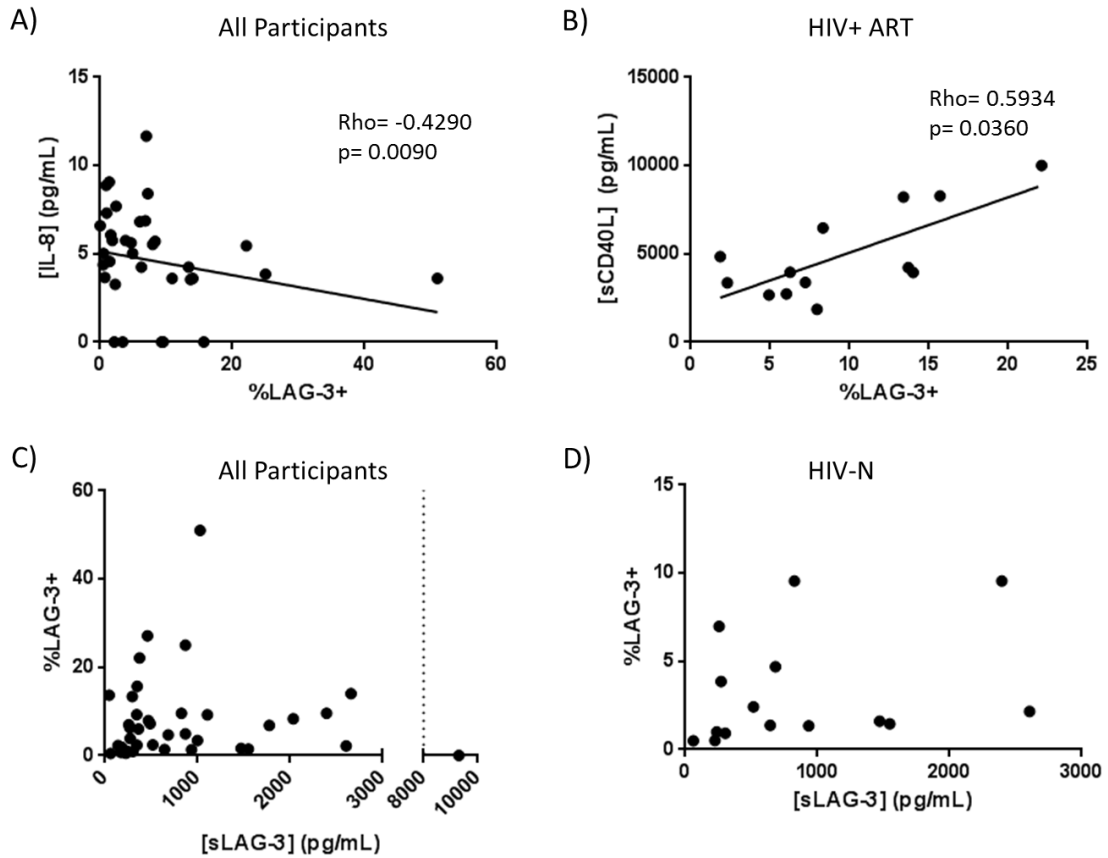 A)
All Participants
[IL-8] (pg/mL)
15
10
5
0
Rho= -0.4290
p= 0.0090
0 20 40 60
%LAG-3+
B)
HIV+ ART
[sCD40L] (pg/mL)
15000
10000
5000
0
Rho= 0.5934
p= 0.0360
0 5 10 15 20 25
%LAG-3+
C)
All Participants
%LAG-3+
60
40
20
0
0 1000 2000 3000 8000 10000
[sLAG-3] (pg/mL)
D)
HIV-N
%LAG-3+
15
10
5
0
0 1000 2000 3000
[sLAG-3] (pg/mL)